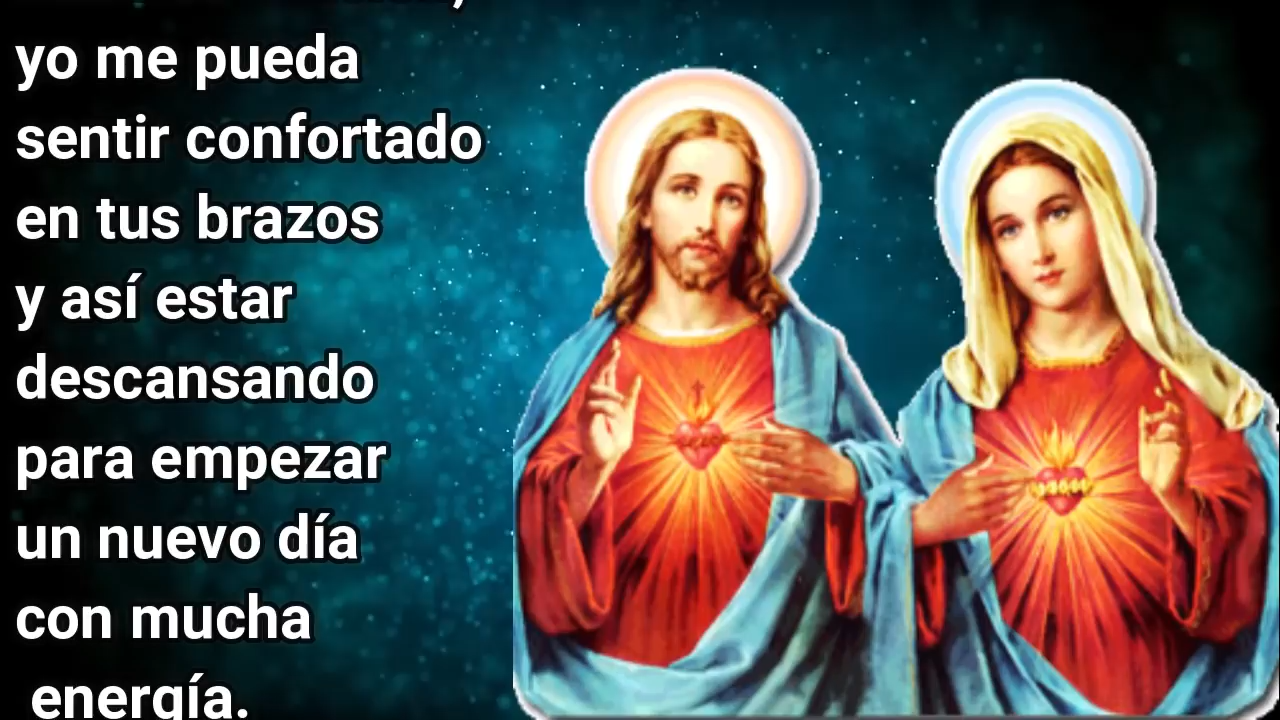 yo me pueda
sentir confortado
en tus brazos
y así estar
descansando
para empezar
un nuevo día
con mucha
energía.